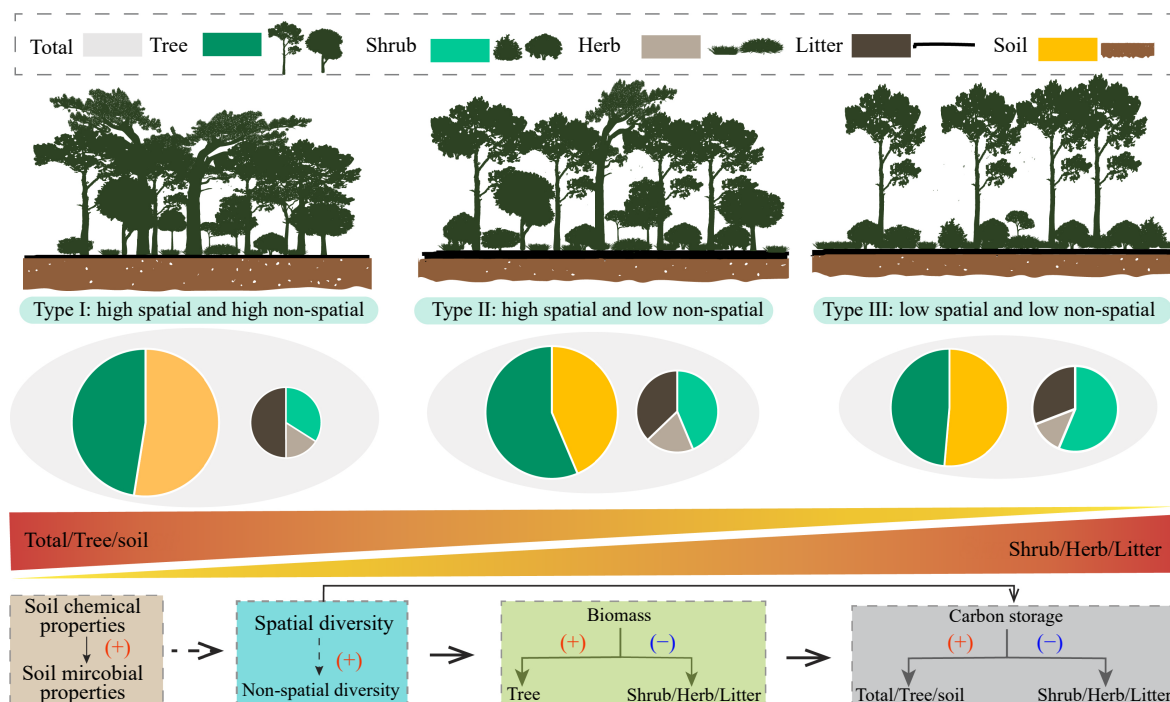 Total Tree Shrub Herb Litter Soil
Type I: high spatial and high non-spatial
Type II: high spatial and low non-spatial
Type III: low spatial and low non-spatial
Total/Tree/soil
Shrub/Herb/Litter
Soil chemical
properties
(+)
Soil mircobial
properties
Spatial diversity
(+)
Non-spatial diversity
Biomass
(+) (−)
Tree Shrub/Herb/Litter
Carbon storage
(+) (−)
Total/Tree/soil Shrub/Herb/Litter